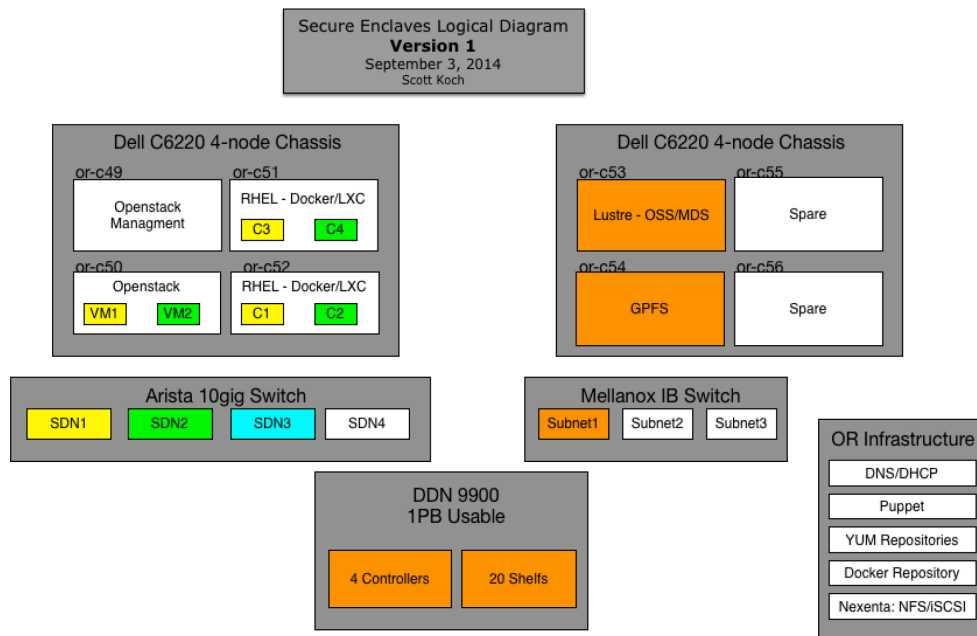 Secure Enclaves Logical Diagram
Version 1
September 3, 2014
Scott Koch
Dell C6220 4-node Chassis
or-c49
Openstack
Managment
or-c51
RHEL - Docker/LXC
C3
C4
or-c50
Openstack
VM1
VM2
or-c52
RHEL - Docker/LXC
C1
C2
Dell C6220 4-node Chassis
or-c53
Lustre - OSS/MDS
or-c55
Spare
or-c54
GPFS
or-c56
Spare
Arista 10gig Switch
SDN1
SDN2
SDN3
SDN4
Mellanox IB Switch
Subnet1
Subnet2
Subnet3
DDN 9900
1PB Usable
4 Controllers
20 Shelfs
OR Infrastructure
DNS/DHCP
Puppet
YUM Repositories
Docker Repository
Nexenta: NFS/iSCSI